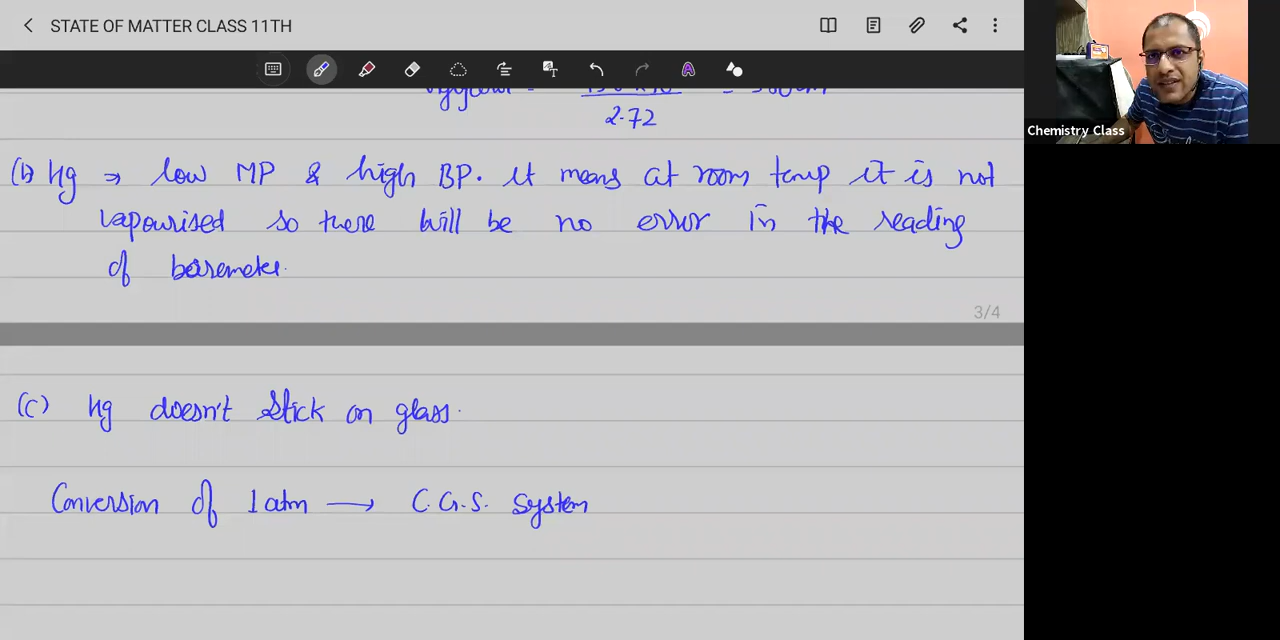 STATE OF MATTER CLASS 11TH
2.72
(b) Hg → low MP & high BP. it means at room temp it is not
vapourised so there will be no error in the reading
of
3/4
(c) Hg doesn't stick on glass.
Conversion of 1 atm → C.G.S. system
Chemistry Class